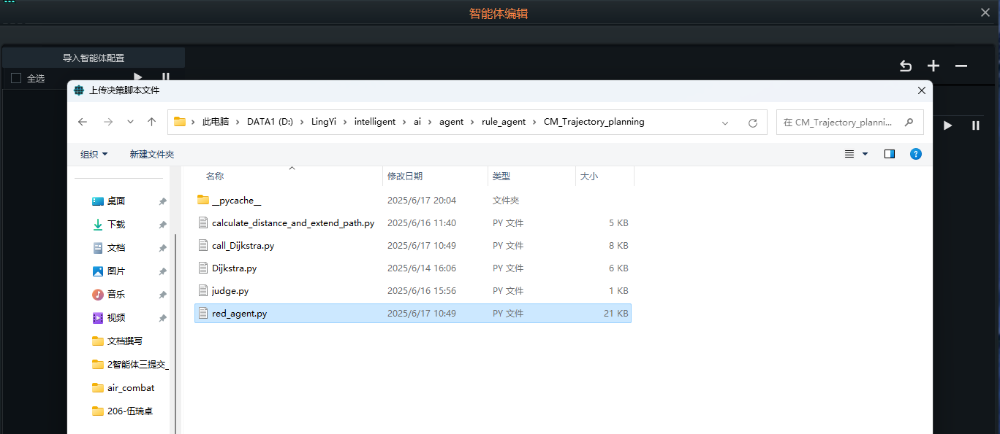 智能体编辑
导入智能体配置
全选
上传决策脚本文件
此电脑 > DATA1 (D:) > LingYi > intelligent > ai > agent > rule_agent > CM_Trajectory_planning
在 CM_Trajectory_planni...
组织 新建文件夹
名称 修改日期 类型 大小
__pycache__ 2025/6/17 20:04 文件夹
calculate_distance_and_extend_path.py 2025/6/16 11:40 PY 文件 5 KB
call_Dijkstra.py 2025/6/17 10:49 PY 文件 8 KB
Dijkstra.py 2025/6/14 16:06 PY 文件 6 KB
judge.py 2025/6/16 15:56 PY 文件 1 KB
red_agent.py 2025/6/17 10:49 PY 文件 21 KB
桌面
下载
文档
图片
音乐
视频
文档撰写
2智能体三提交_
air_combat
206-伍瑞卓